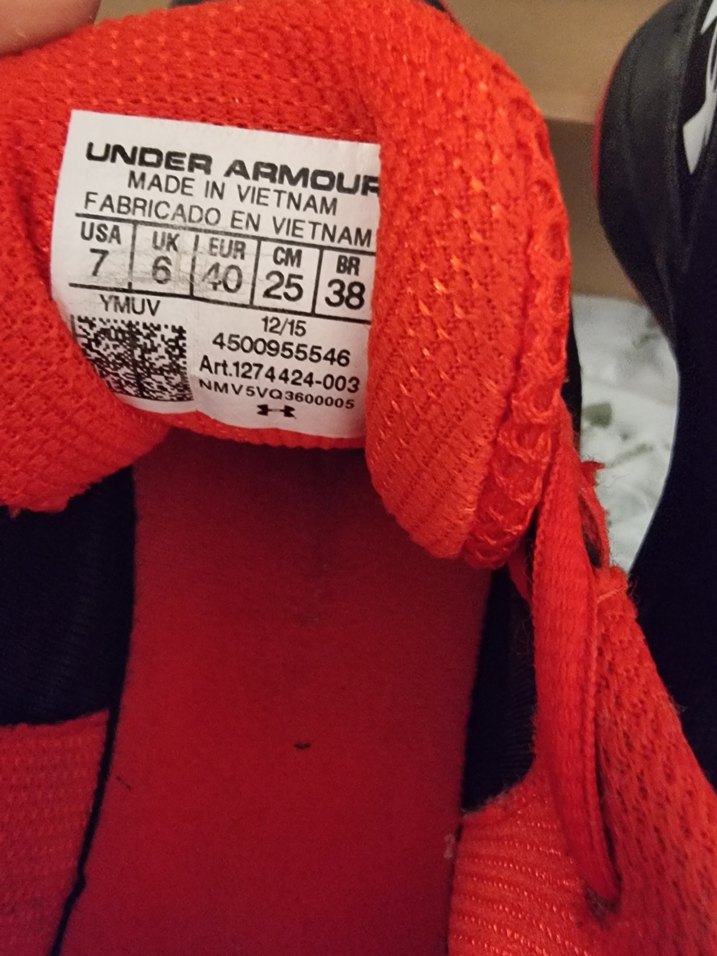 UNDER ARMOUR
MADE IN VIETNAM
FABRICADO EN VIETNAM
USA UK EUR CM BR
7 6 40 25 38
YMUV
12/15
4500955546
Art.1274424-003
NMV5VQ3600005